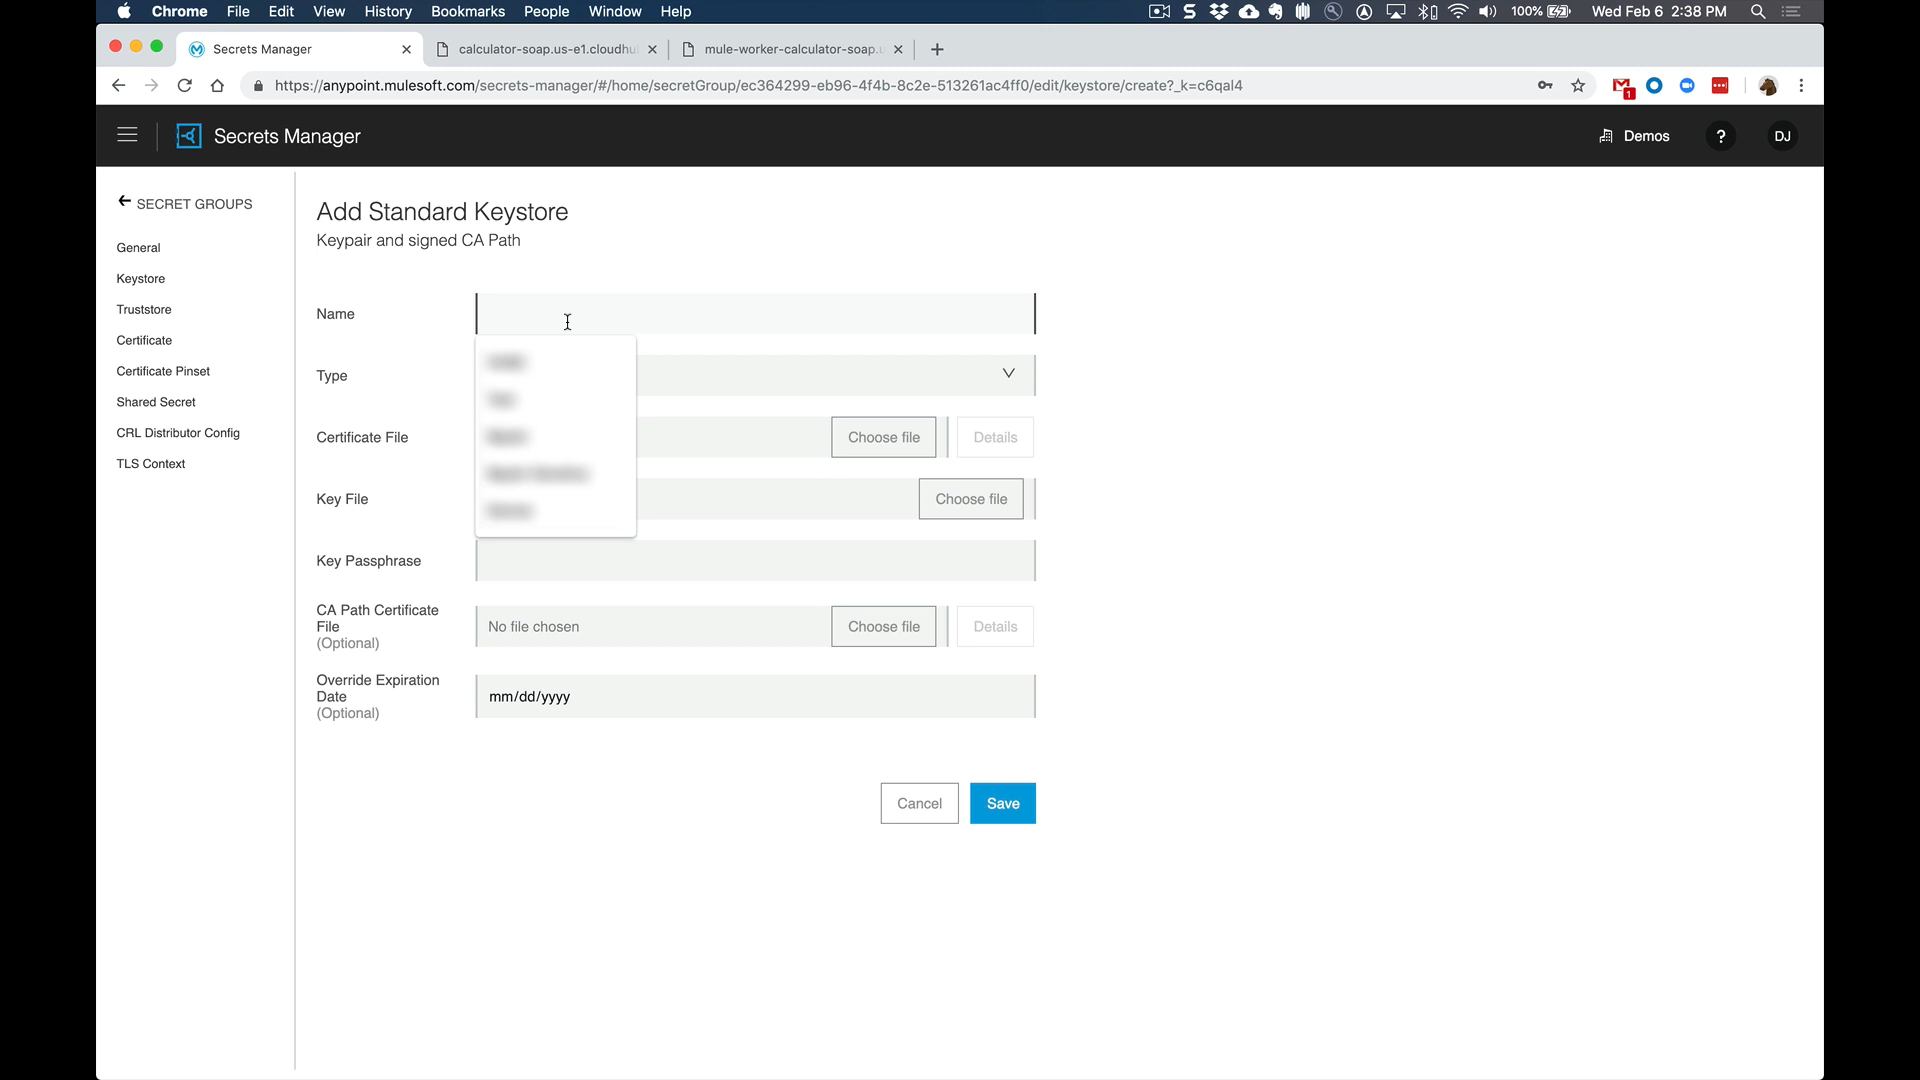 Chrome File Edit View History Bookmarks People Window Help
100% Wed Feb 6 2:38 PM
Secrets Manager
calculator-soap.us-e1.cloudhu
mule-worker-calculator-soap.u
https://anypoint.mulesoft.com/secrets-manager/#/home/secretGroup/ec364299-eb96-4f4b-8c2e-513261ac4ff0/edit/keystore/create?_k=c6qal4
1
Secrets Manager
Demos
?
DJ
SECRET GROUPS
General
Keystore
Truststore
Certificate
Certificate Pinset
Shared Secret
CRL Distributor Config
TLS Context
Add Standard Keystore
Keypair and signed CA Path
Name
Type
Certificate File
Choose file
Details
Key File
Choose file
Key Passphrase
CA Path Certificate
File
(Optional)
No file chosen
Choose file
Details
Override Expiration
Date
(Optional)
mm/dd/yyyy
Cancel
Save